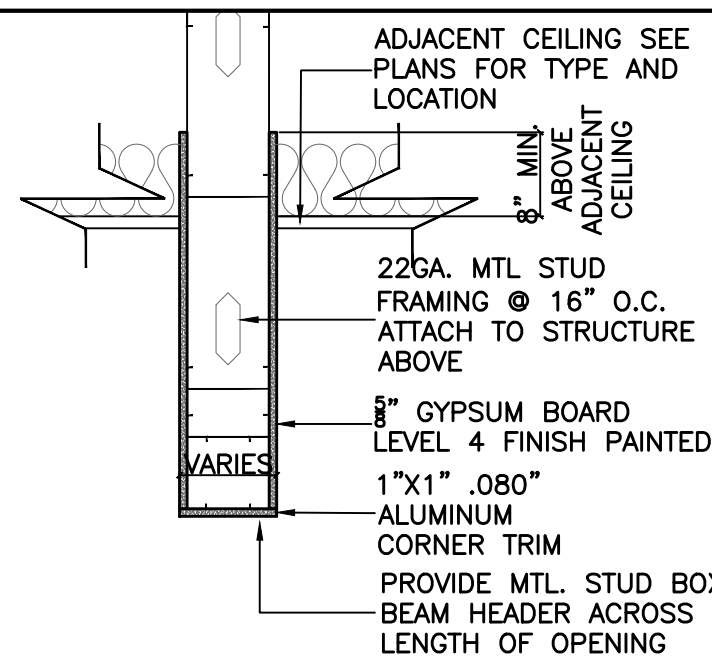 ADJACENT CEILING SEE
PLANS FOR TYPE AND
LOCATION
8" MIN.
ABOVE
ADJACENT
CEILING
22GA. MTL STUD
FRAMING @ 16" O.C.
ATTACH TO STRUCTURE
ABOVE
5/8" GYPSUM BOARD
LEVEL 4 FINISH PAINTED
VARIES
1"X1" .080"
ALUMINUM
CORNER TRIM
PROVIDE MTL. STUD BOX
BEAM HEADER ACROSS
LENGTH OF OPENING